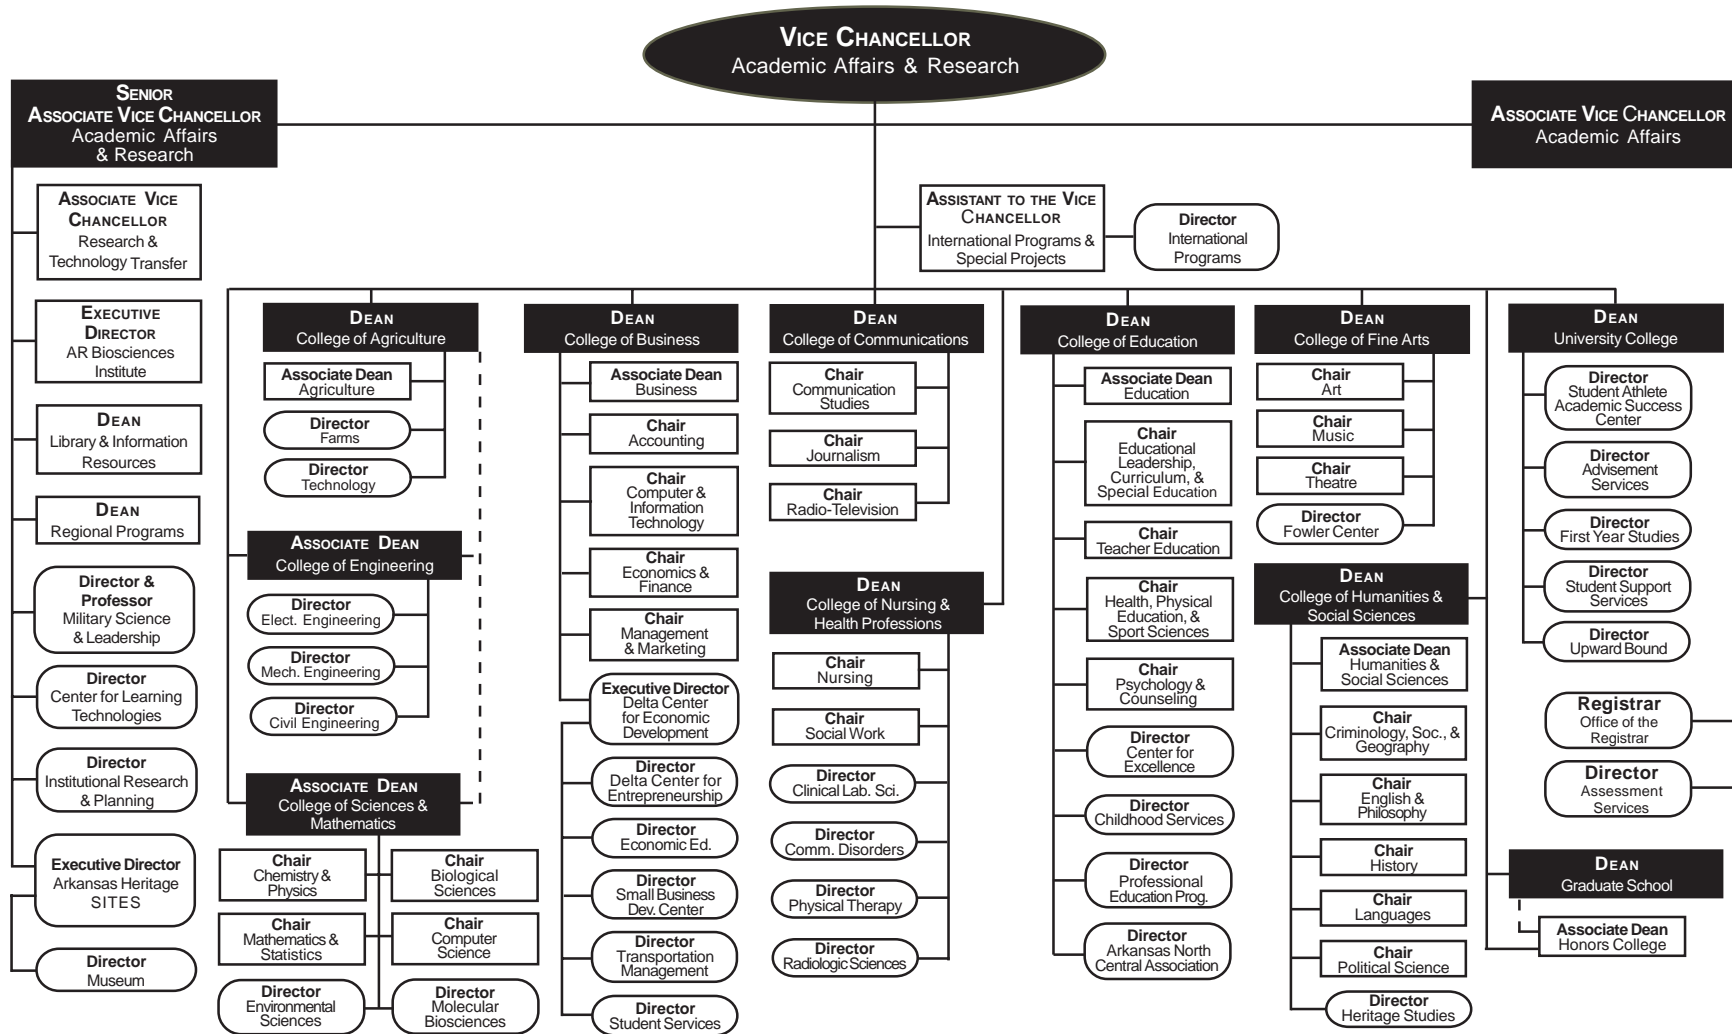 VICE CHANCELLOR
Academic Affairs & Research
SENIOR
ASSOCIATE VICE CHANCELLOR
Academic Affairs
& Research
ASSOCIATE VICE CHANCELLOR
Academic Affairs
ASSOCIATE VICE
CHANCELLOR
Research &
Technology Transfer
EXECUTIVE
DIRECTOR
AR Biosciences
Institute
DEAN
Library & Information
Resources
DEAN
Regional Programs
Director &
Professor
Military Science
& Leadership
Director
Center for Learning
Technologies
Director
Institutional Research
& Planning
Executive Director
Arkansas Heritage
SITES
Director
Museum
ASSISTANT TO THE VICE
CHANCELLOR
International Programs &
Special Projects
Director
International
Programs
DEAN
College of Agriculture
Associate Dean
Agriculture
Director
Farms
Director
Technology
ASSOCIATE DEAN
College of Engineering
Director
Elect. Engineering
Director
Mech. Engineering
Director
Civil Engineering
ASSOCIATE DEAN
College of Sciences &
Mathematics
Chair
Chemistry &
Physics
Chair
Biological
Sciences
Chair
Mathematics &
Statistics
Chair
Computer
Science
Director
Environmental
Sciences
Director
Molecular
Biosciences
DEAN
College of Business
Associate Dean
Business
Chair
Accounting
Chair
Computer &
Information
Technology
Chair
Economics &
Finance
Chair
Management
& Marketing
Executive Director
Delta Center
for Economic
Development
Director
Delta Center for
Entrepreneurship
Director
Economic Ed.
Director
Small Business
Dev. Center
Director
Transportation
Management
Director
Student Services
DEAN
College of Communications
Chair
Communication
Studies
Chair
Journalism
Chair
Radio-Television
DEAN
College of Nursing &
Health Professions
Chair
Nursing
Chair
Social Work
Director
Clinical Lab. Sci.
Director
Comm. Disorders
Director
Physical Therapy
Director
Radiologic Sciences
DEAN
College of Education
Associate Dean
Education
Chair
Educational
Leadership,
Curriculum, &
Special Education
Chair
Teacher Education
Chair
Health, Physical
Education, &
Sport Sciences
Chair
Psychology &
Counseling
Director
Center for
Excellence
Director
Childhood Services
Director
Professional
Education Prog.
Director
Arkansas North
Central Association
DEAN
College of Fine Arts
Chair
Art
Chair
Music
Chair
Theatre
Director
Fowler Center
DEAN
College of Humanities &
Social Sciences
Associate Dean
Humanities &
Social Sciences
Chair
Criminology, Soc., &
Geography
Chair
English &
Philosophy
Chair
History
Chair
Languages
Chair
Political Science
Director
Heritage Studies
DEAN
University College
Director
Student Athlete
Academic Success
Center
Director
Advisement
Services
Director
First Year Studies
Director
Student Support
Services
Director
Upward Bound
Registrar
Office of the
Registrar
Director
Assessment
Services
DEAN
Graduate School
Associate Dean
Honors College